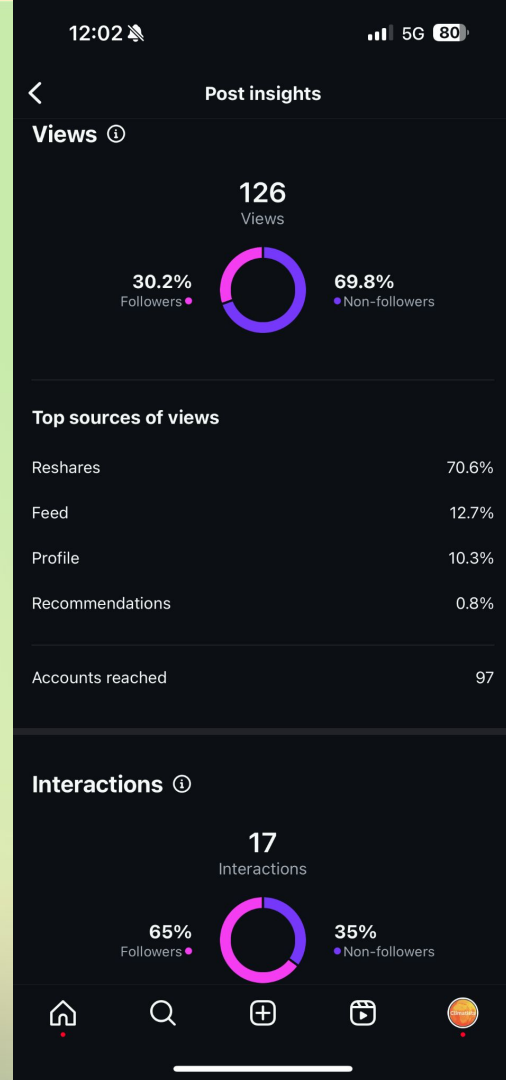 12:02
5G 80
Post insights
Views
126
Views
30.2%
Followers
69.8%
Non-followers
Top sources of views
Reshares 70.6%
Feed 12.7%
Profile 10.3%
Recommendations 0.8%
Accounts reached 97
Interactions
17
Interactions
65%
Followers
35%
Non-followers